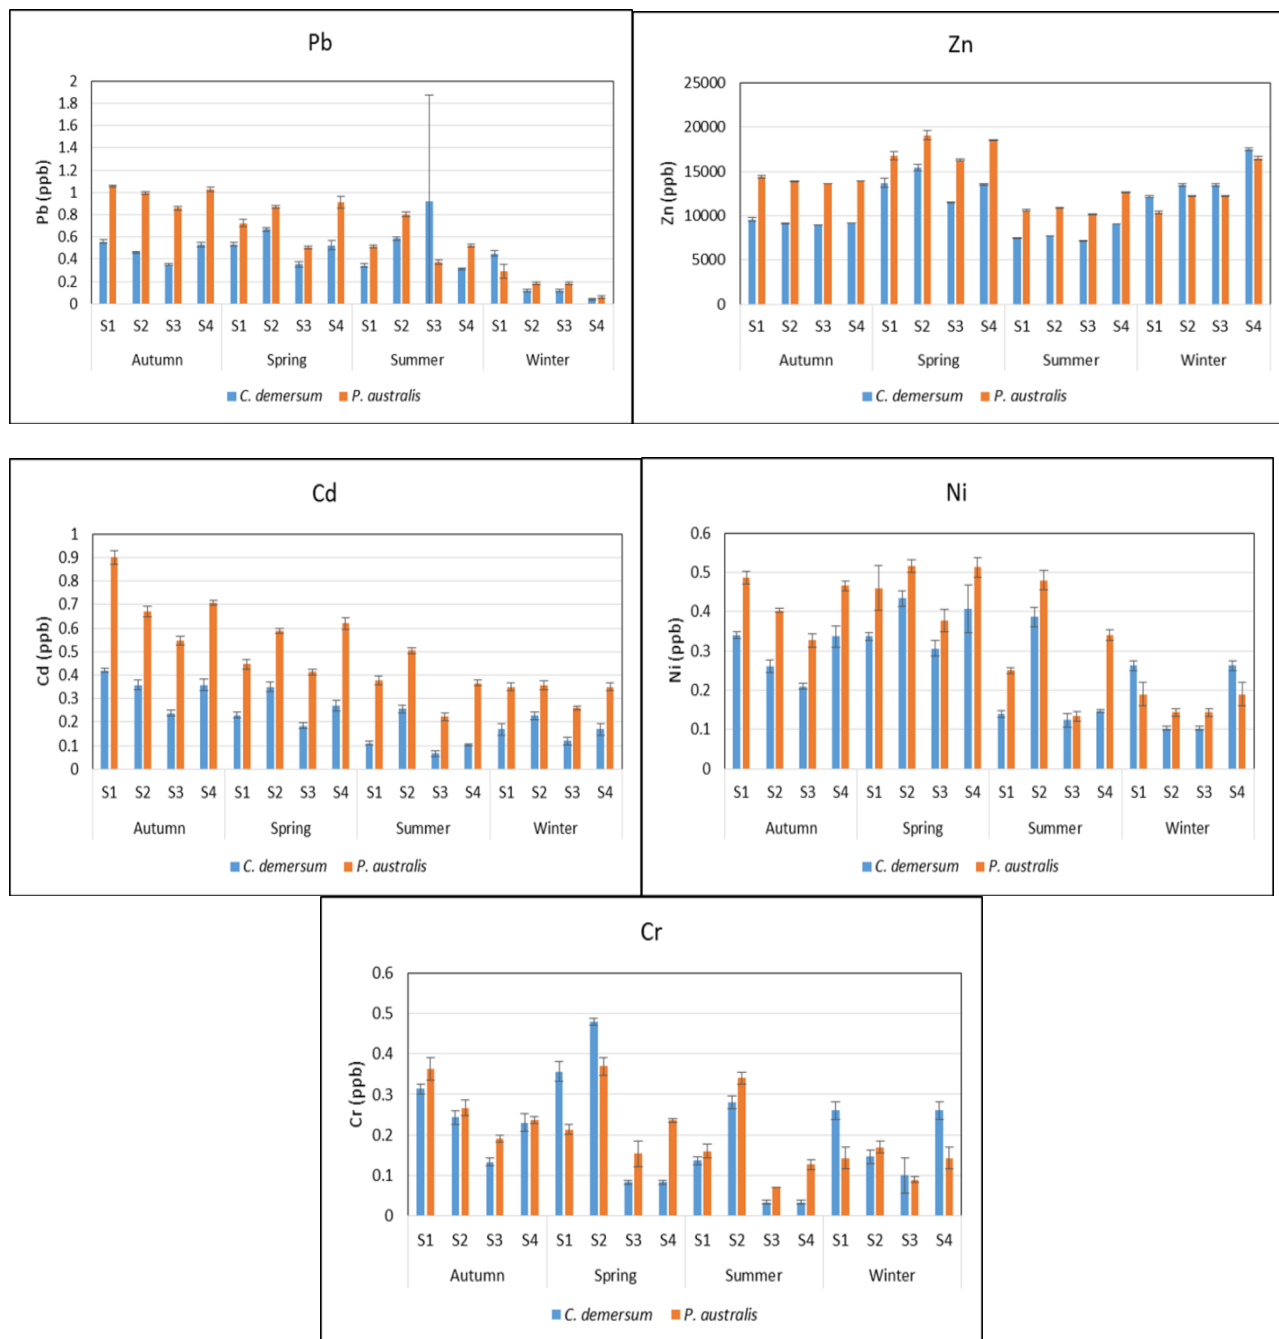 Pb
2
1.8
1.6
1.4
1.2
1
0.8
0.6
0.4
0.2
0
Pb (ppb)
S1 S2 S3 S4 S1 S2 S3 S4 S1 S2 S3 S4 S1 S2 S3 S4
Autumn Spring Summer Winter
C. demersum P. australis
Zn
25000
20000
15000
10000
5000
0
Zn (ppb)
S1 S2 S3 S4 S1 S2 S3 S4 S1 S2 S3 S4 S1 S2 S3 S4
Autumn Spring Summer Winter
C. demersum P. australis
Cd
1
0.9
0.8
0.7
0.6
0.5
0.4
0.3
0.2
0.1
0
Cd (ppb)
S1 S2 S3 S4 S1 S2 S3 S4 S1 S2 S3 S4 S1 S2 S3 S4
Autumn Spring Summer Winter
C. demersum P. australis
Ni
0.6
0.5
0.4
0.3
0.2
0.1
0
Ni (ppb)
S1 S2 S3 S4 S1 S2 S3 S4 S1 S2 S3 S4 S1 S2 S3 S4
Autumn Spring Summer Winter
C. demersum P. australis
Cr
0.6
0.5
0.4
0.3
0.2
0.1
0
Cr (ppb)
S1 S2 S3 S4 S1 S2 S3 S4 S1 S2 S3 S4 S1 S2 S3 S4
Autumn Spring Summer Winter
C. demersum P. australis